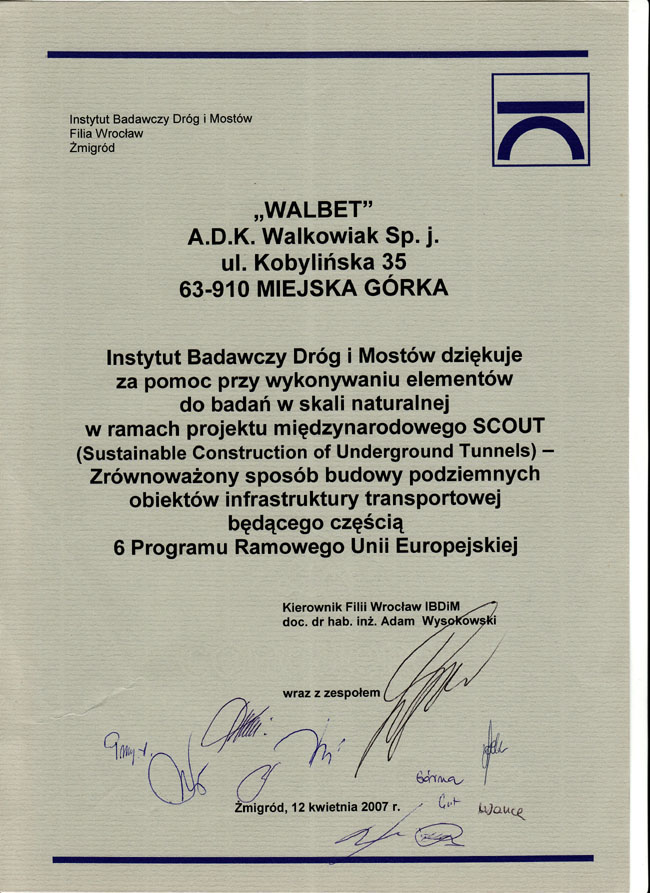 Instytut Badawczy Dróg i Mostów
Filia Wrocław
Żmigród
„WALBET”
A.D.K. Walkowiak Sp. j.
ul. Kobylińska 35
63-910 MIEJSKA GÓRKA
Instytut Badawczy Dróg i Mostów dziękuje
za pomoc przy wykonywaniu elementów
do badań w skali naturalnej
w ramach projektu międzynarodowego SCOUT
(Sustainable Construction of Underground Tunnels) –
Zrównoważony sposób budowy podziemnych
obiektów infrastruktury transportowej
będącego częścią
6 Programu Ramowego Unii Europejskiej
Kierownik Filii Wrocław IBDiM
doc. dr hab. inż. Adam Wysokowski
wraz z zespołem
Górna
Żmigród, 12 kwietnia 2007 r.